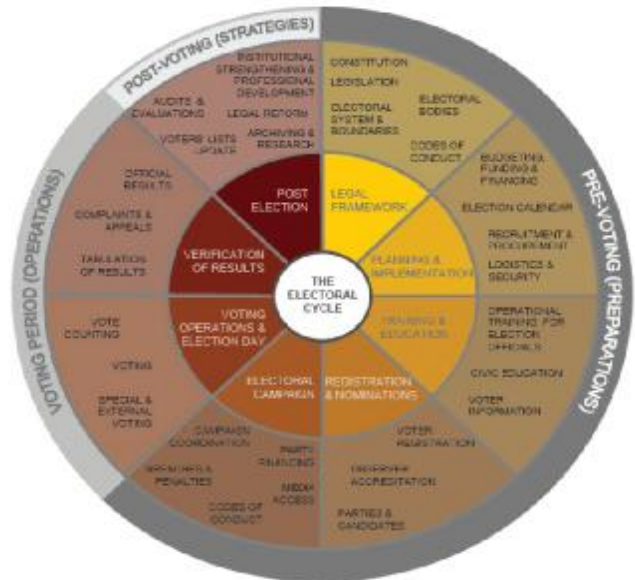 POST-VOTING (STRATEGIES)
PRE-VOTING (PREPARATIONS)
VOTING PERIOD (OPERATIONS)
THE
ELECTORAL
CYCLE
LEGAL
FRAMEWORK
CONSTITUTION
LEGISLATION
ELECTORAL
SYSTEM &
BOUNDARIES
ELECTORAL
BODIES
CODES OF
CONDUCT
PLANNING &
IMPLEMENTATION
BUDGETING,
FUNDING &
FINANCING
ELECTION CALENDAR
RECRUITMENT &
PROCUREMENT
LOGISTICS &
SECURITY
TRAINING &
EDUCATION
OPERATIONAL
TRAINING FOR
ELECTION
OFFICIALS
CIVIC EDUCATION
VOTER
INFORMATION
REGISTRATION
& NOMINATIONS
VOTER
REGISTRATION
OBSERVER
ACCREDITATION
PARTIES &
CANDIDATES
ELECTORAL
CAMPAIGN
CAMPAIGN
COORDINATION
PARTY
FINANCING
BREACHES &
PENALTIES
MEDIA
ACCESS
CODES OF
CONDUCT
VOTING
OPERATIONS &
ELECTION DAY
VOTE
COUNTING
VOTING
SPECIAL &
EXTERNAL
VOTING
VERIFICATION
OF RESULTS
OFFICIAL
RESULTS
COMPLAINTS &
APPEALS
TABULATION
OF RESULTS
POST
ELECTION
INSTITUTIONAL
STRENGTHENING &
PROFESSIONAL
DEVELOPMENT
AUDITS &
EVALUATIONS
LEGAL REFORM
VOTERS' LISTS
UPDATE
ARCHIVING &
RESEARCH